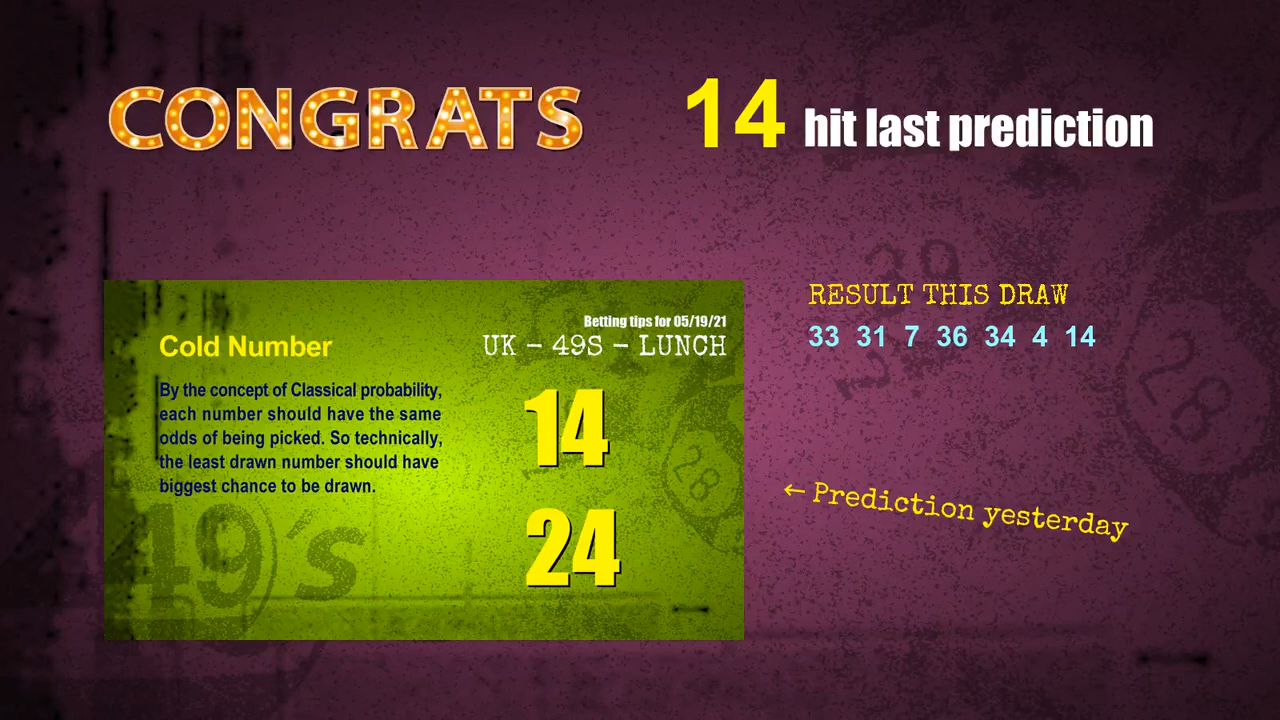 CONGRATS
14 hit last prediction
Betting tips for 05/19/21
UK - 49S - LUNCH
Cold Number
By the concept of Classical probability,
each number should have the same
odds of being picked. So technically,
the least drawn number should have
biggest chance to be drawn.
14
24
49's
28
RESULT THIS DRAW
33 31 7 36 34 4 14
← Prediction yesterday
39
28